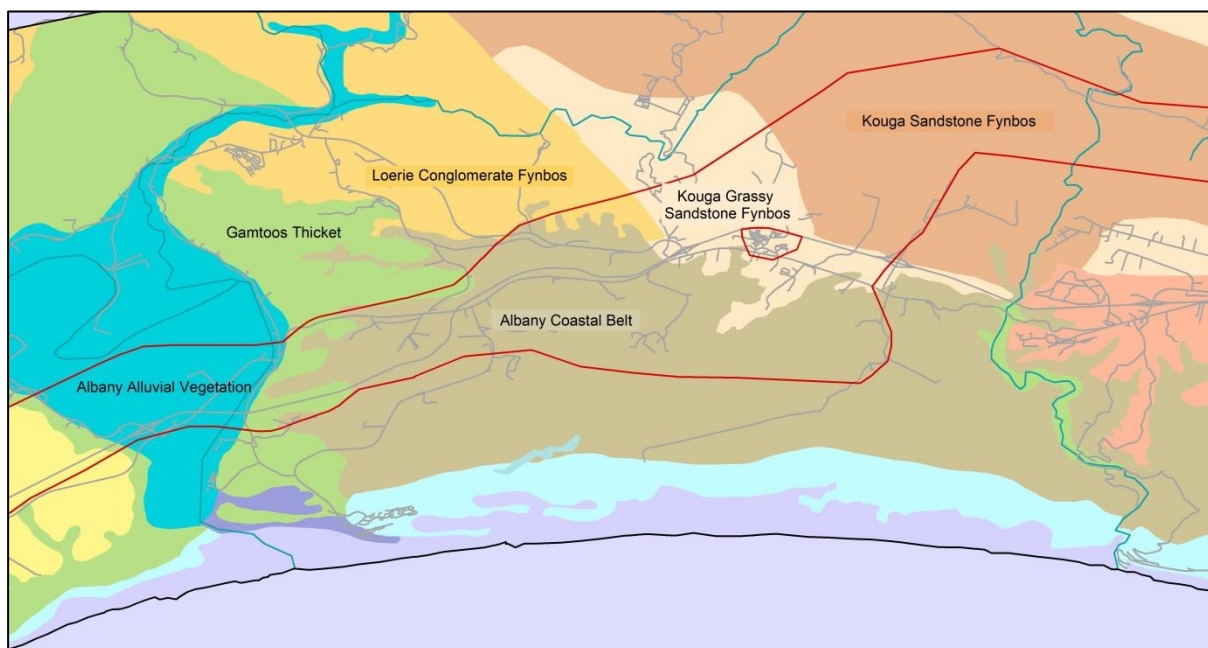 Kouga Sandstone Fynbos
Loerie Conglomerate Fynbos
Kouga Grassy
Sandstone Fynbos
Gamtoos Thicket
Albany Coastal Belt
Albany Alluvial Vegetation